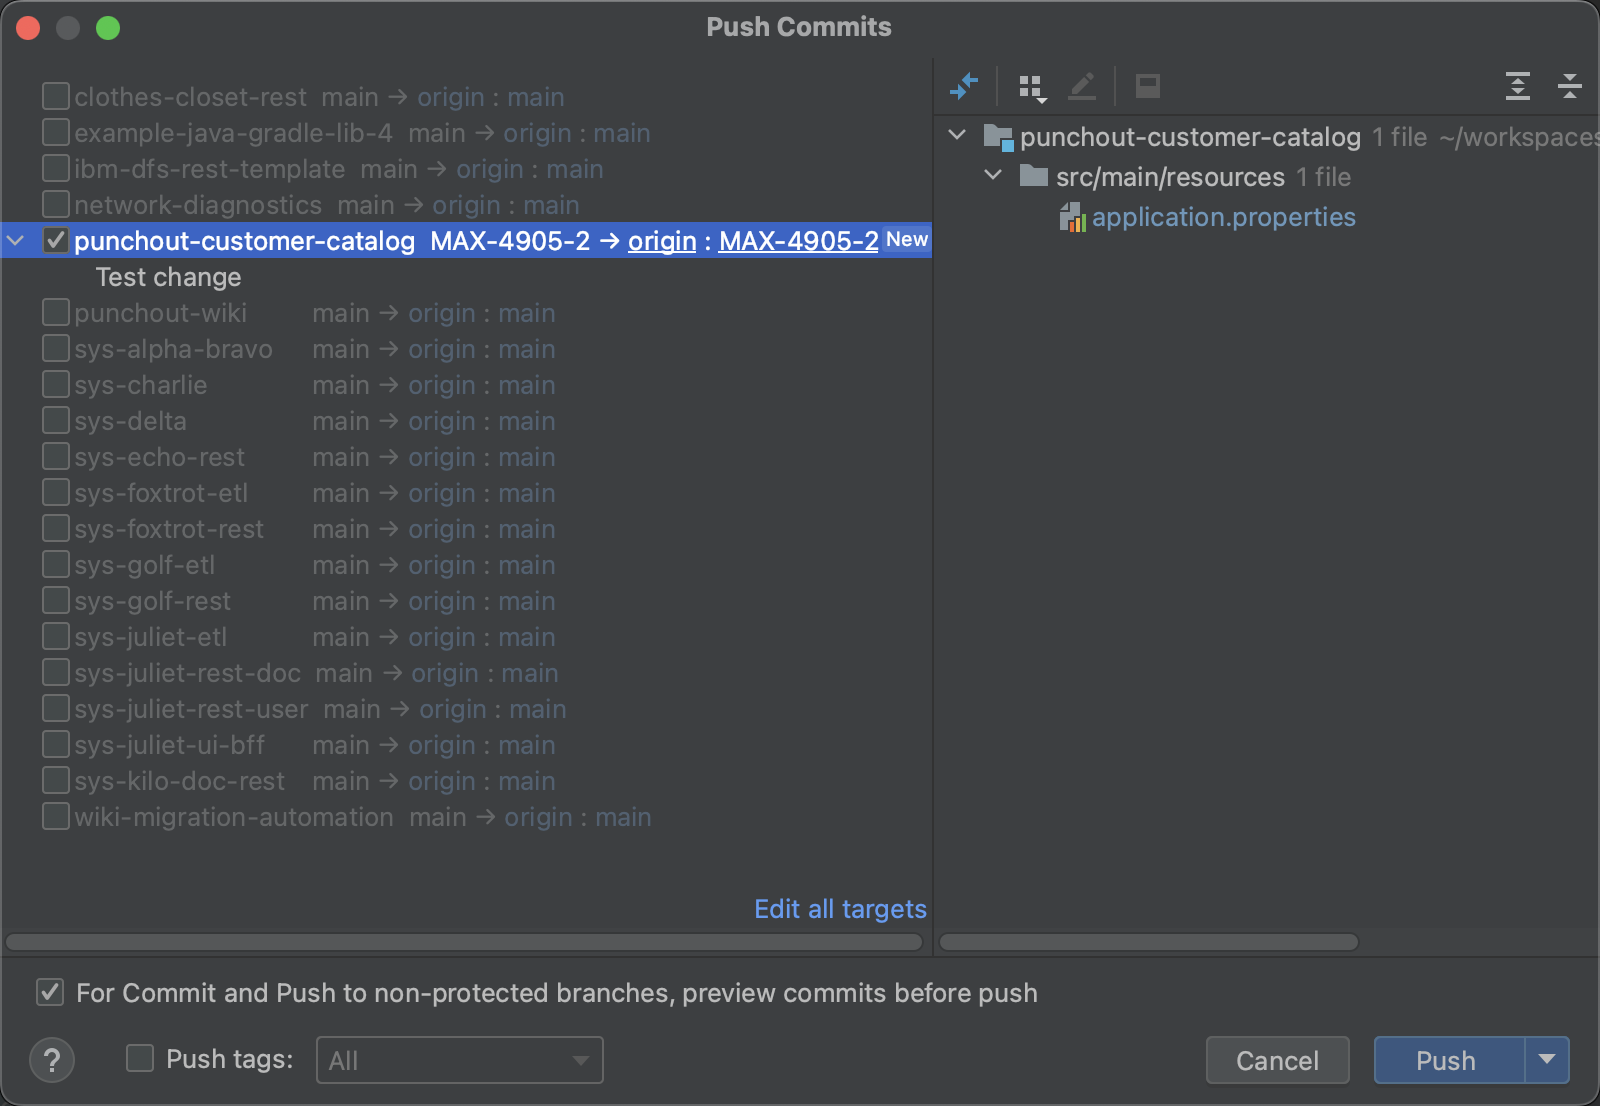 Push Commits
clothes-closet-rest main → origin : main
example-java-gradle-lib-4 main → origin : main
ibm-dfs-rest-template main → origin : main
network-diagnostics main → origin : main
punchout-customer-catalog MAX-4905-2 → origin : MAX-4905-2 New
Test change
punchout-wiki main → origin : main
sys-alpha-bravo main → origin : main
sys-charlie main → origin : main
sys-delta main → origin : main
sys-echo-rest main → origin : main
sys-foxtrot-etl main → origin : main
sys-foxtrot-rest main → origin : main
sys-golf-etl main → origin : main
sys-golf-rest main → origin : main
sys-juliet-etl main → origin : main
sys-juliet-rest-doc main → origin : main
sys-juliet-rest-user main → origin : main
sys-juliet-ui-bff main → origin : main
sys-kilo-doc-rest main → origin : main
wiki-migration-automation main → origin : main
Edit all targets
punchout-customer-catalog 1 file ~/workspaces
src/main/resources 1 file
application.properties
For Commit and Push to non-protected branches, preview commits before push
? Push tags: All
Cancel
Push